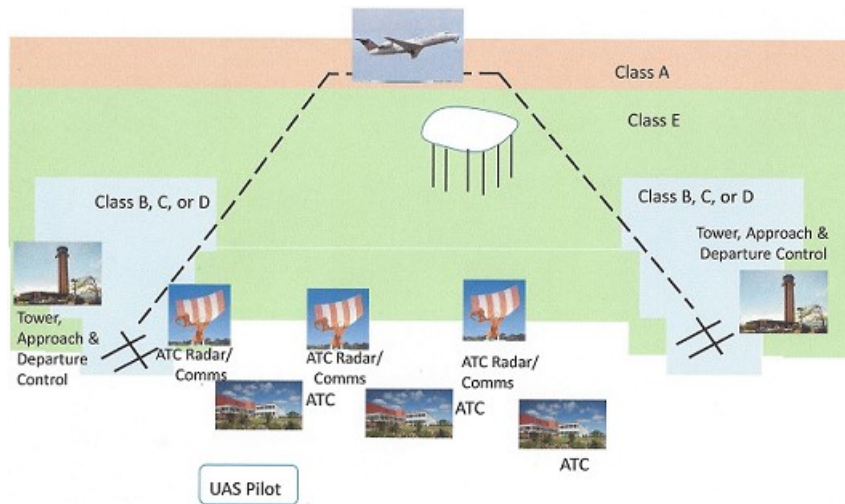 Class A
Class E
Class B, C, or D
Class B, C, or D
Tower, Approach &
Departure Control
Tower,
Approach &
Departure
Control
ATC Radar/
Comms
ATC Radar/
Comms
ATC Radar/
Comms
ATC
ATC
ATC
UAS Pilot